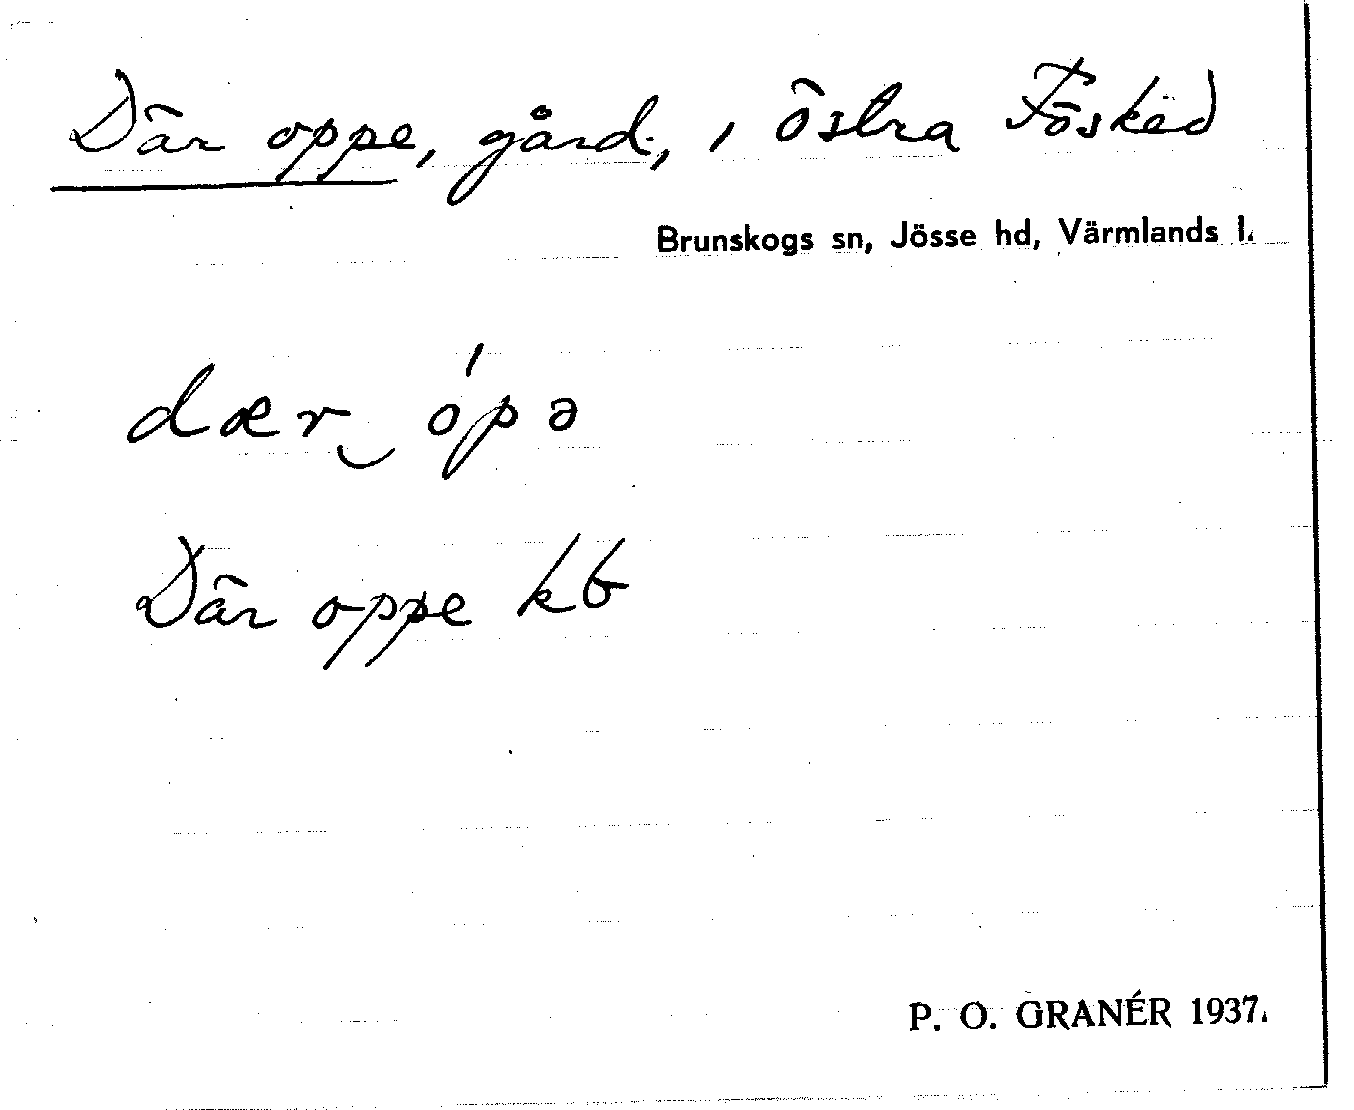 Där oppe, gård, i östra Fösked
Brunskogs sn, Jösse hd, Värmlands l.
dær‿ópə
Där oppe kb
P. O. GRANÉR 1937.